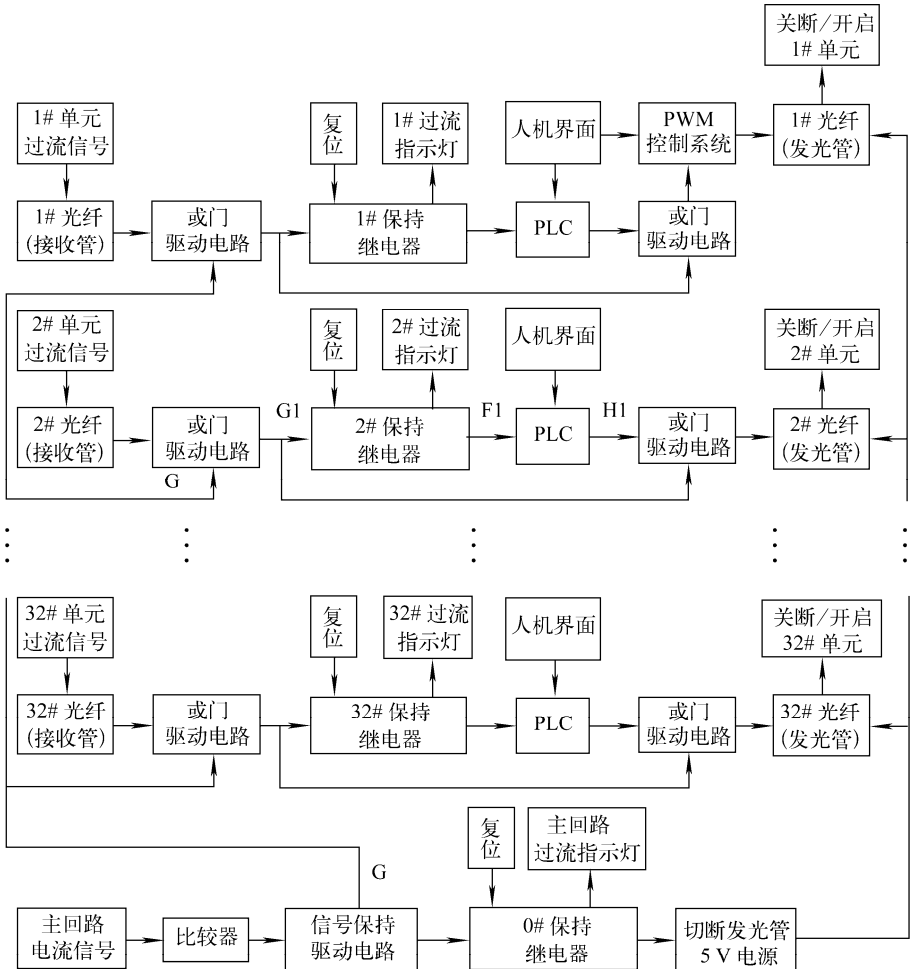 关断/开启
1# 单元
1# 单元
过流信号
复位
1# 过流
指示灯
人机界面
PWM
控制系统
1# 光纤
(发光管)
1# 光纤
(接收管)
或门
驱动电路
1# 保持
继电器
PLC
或门
驱动电路
2# 单元
过流信号
复位
2# 过流
指示灯
人机界面
关断/开启
2# 单元
2# 光纤
(接收管)
或门
驱动电路
G1
2# 保持
继电器
F1
PLC
H1
或门
驱动电路
2# 光纤
(发光管)
G
32# 单元
过流信号
复位
32# 过流
指示灯
人机界面
关断/开启
32# 单元
32# 光纤
(接收管)
或门
驱动电路
32# 保持
继电器
PLC
或门
驱动电路
32# 光纤
(发光管)
复位
主回路
过流指示灯
G
主回路
电流信号
比较器
信号保持
驱动电路
0# 保持
继电器
切断发光管
5 V 电源